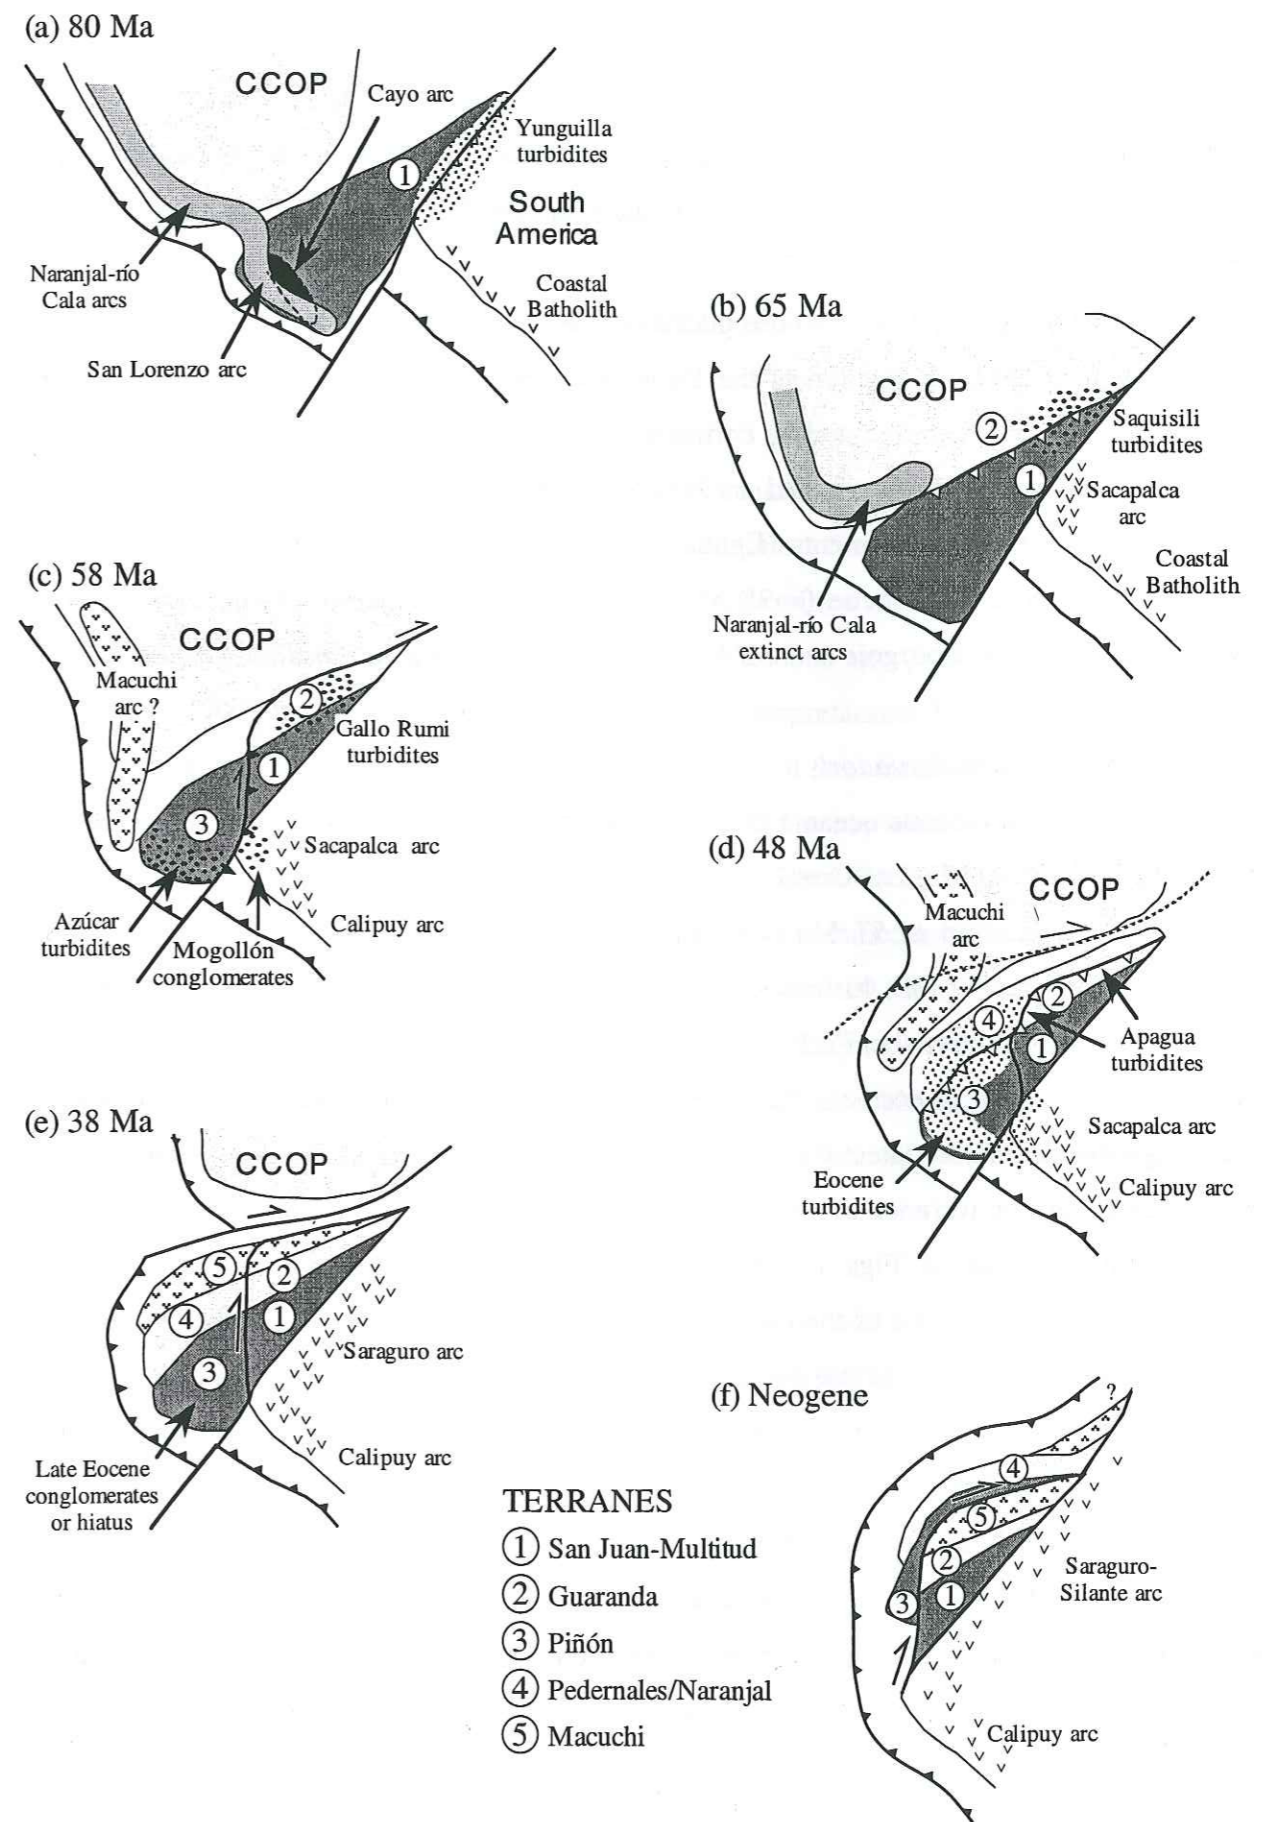 (a) 80 Ma
CCOP
Cayo arc
Yunguilla
turbidites
1
South
America
Naranjal-río
Cala arcs
Coastal
Batholith
San Lorenzo arc
(b) 65 Ma
CCOP
2
Saquisili
turbidites
1
Sacapalca
arc
Coastal
Batholith
Naranjal-río Cala
extinct arcs
(c) 58 Ma
CCOP
Macuchi
arc ?
2
Gallo Rumi
turbidites
1
3
Sacapalca arc
Azúcar
turbidites
Calipuy arc
Mogollón
conglomerates
(d) 48 Ma
CCOP
Macuchi
arc
2
4
1
Apagua
turbidites
3
Sacapalca arc
Eocene
turbidites
Calipuy arc
(e) 38 Ma
CCOP
5
2
4
1
Saraguro arc
3
Calipuy arc
Late Eocene
conglomerates
or hiatus
(f) Neogene
?
4
5
2
1
3
Saraguro-
Silante arc
Calipuy arc
TERRANES
1 San Juan-Multitud
2 Guaranda
3 Piñón
4 Pedernales/Naranjal
5 Macuchi